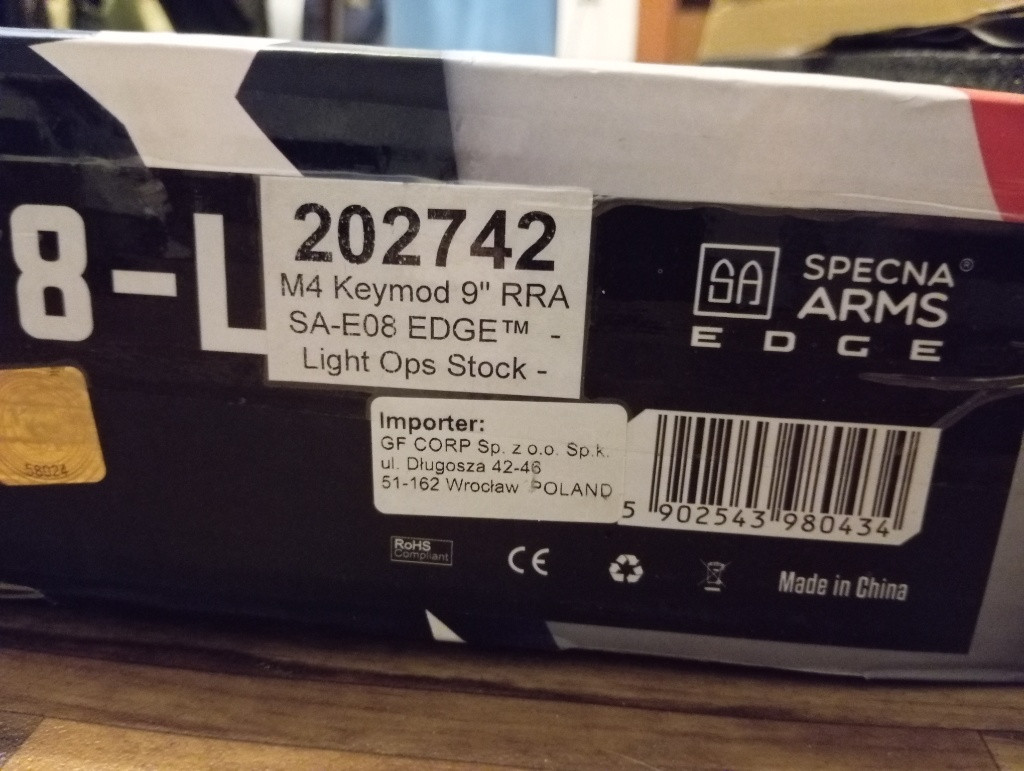 8-L
202742
M4 Keymod 9" RRA
SA-E08 EDGE™ -
Light Ops Stock -
SA
SPECNA®
ARMS
EDGE
58024
Importer:
GF CORP Sp. z o.o. Sp.k.
ul. Długosza 42-46
51-162 Wrocław POLAND
5 902543 980434
RoHS
Compliant
CE
Made in China